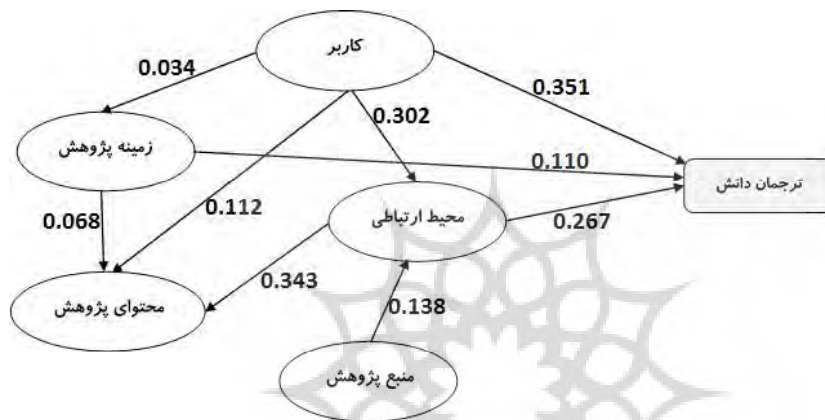 کاربر
0.034
0.351
0.302
زمینه پژوهش
0.110
ترجمان دانش
0.068
0.112
محیط ارتباطی
0.267
0.343
محتوای پژوهش
0.138
منبع پژوهش